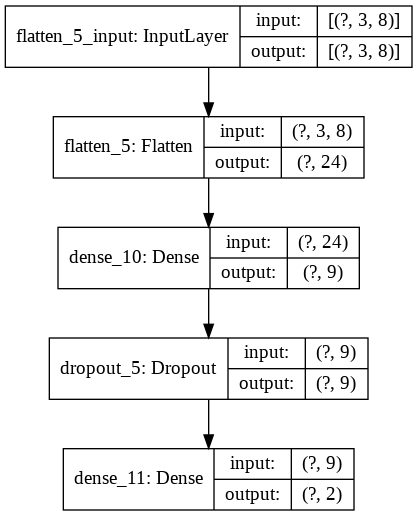 flatten_5_input: InputLayer
input:
[(?, 3, 8)]
output:
[(?, 3, 8)]
flatten_5: Flatten
input:
(?, 3, 8)
output:
(?, 24)
dense_10: Dense
input:
(?, 24)
output:
(?, 9)
dropout_5: Dropout
input:
(?, 9)
output:
(?, 9)
dense_11: Dense
input:
(?, 9)
output:
(?, 2)